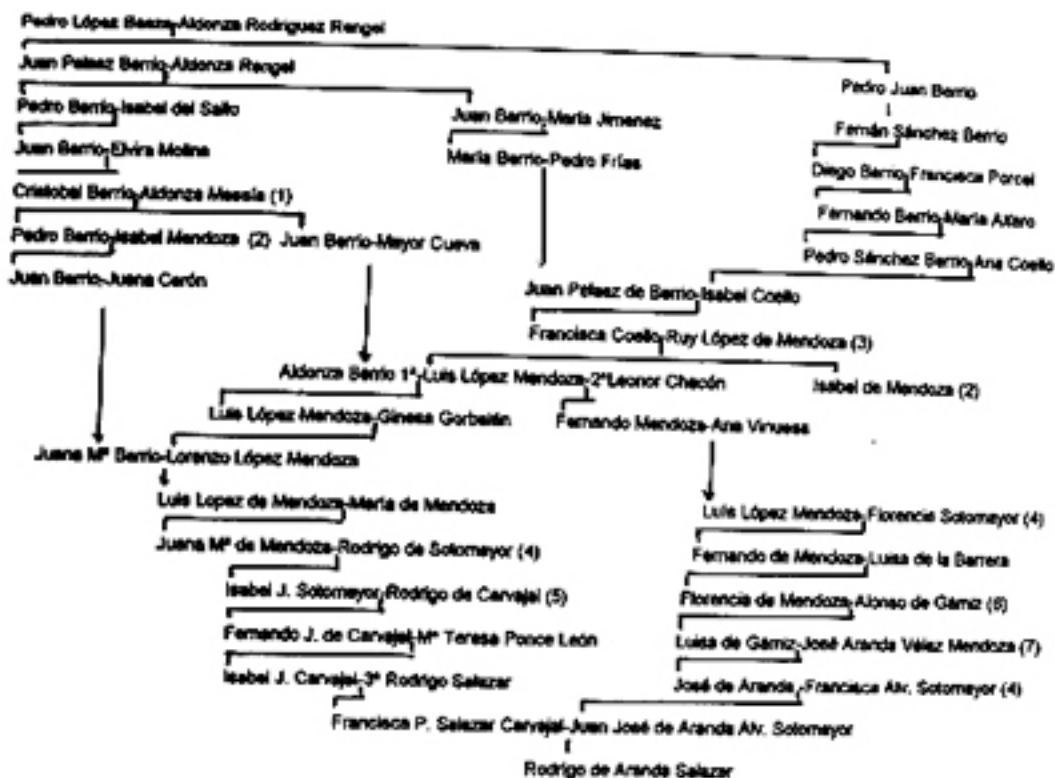 Pedro López Baeza-Aldonza Rodriguez Rengel
Juan Pelaez Berrio-Aldonza Rengel
Pedro Juan Berrio
Pedro Berrio-Isabel del Salto
Juan Berrio-María Jimenez
Fernán Sánchez Berrio
Juan Berrio-Elvira Molina
María Berrio-Pedro Frías
Diego Berrio-Francisca Porcel
Cristobal Berrio-Aldonza Messía (1)
Fernando Berrio-María Alfaro
Pedro Berrio-Isabel Mendoza (2) Juan Berrio-Mayor Cueva
Pedro Sánchez Berrio-Ana Coello
Juan Berrio-Juana Cerón
Juan Pelaez de Berrio-Isabel Coello
Francisca Coello-Ruy López de Mendoza (3)
Aldonza Berrio 1ª-Luis López Mendoza-2ª Leonor Chacón
Isabel de Mendoza (2)
Luis López Mendoza-Ginesa Gorbalán
Fernando Mendoza-Ana Vinuesa
Juana Mª Berrio-Lorenzo López Mendoza
Luis Lopez de Mendoza-María de Mendoza
Luis López Mendoza-Florencia Sotomayor (4)
Juana Mª de Mendoza-Rodrigo de Sotomayor (4)
Fernando de Mendoza-Luisa de la Barrera
Isabel J. Sotomayor-Rodrigo de Carvajal (5)
Florencia de Mendoza-Alonso de Gámiz (6)
Fernando J. de Carvajal-Mª Teresa Ponce León
Luisa de Gamiz-José Aranda Vélez Mendoza (7)
Isabel J. Carvajal-3ª Rodrigo Salazar
José de Aranda-Francisca Alv. Sotomayor (4)
Francisca P. Salazar Carvajal-Juan José de Aranda Alv. Sotomayor
Rodrigo de Aranda Salazar